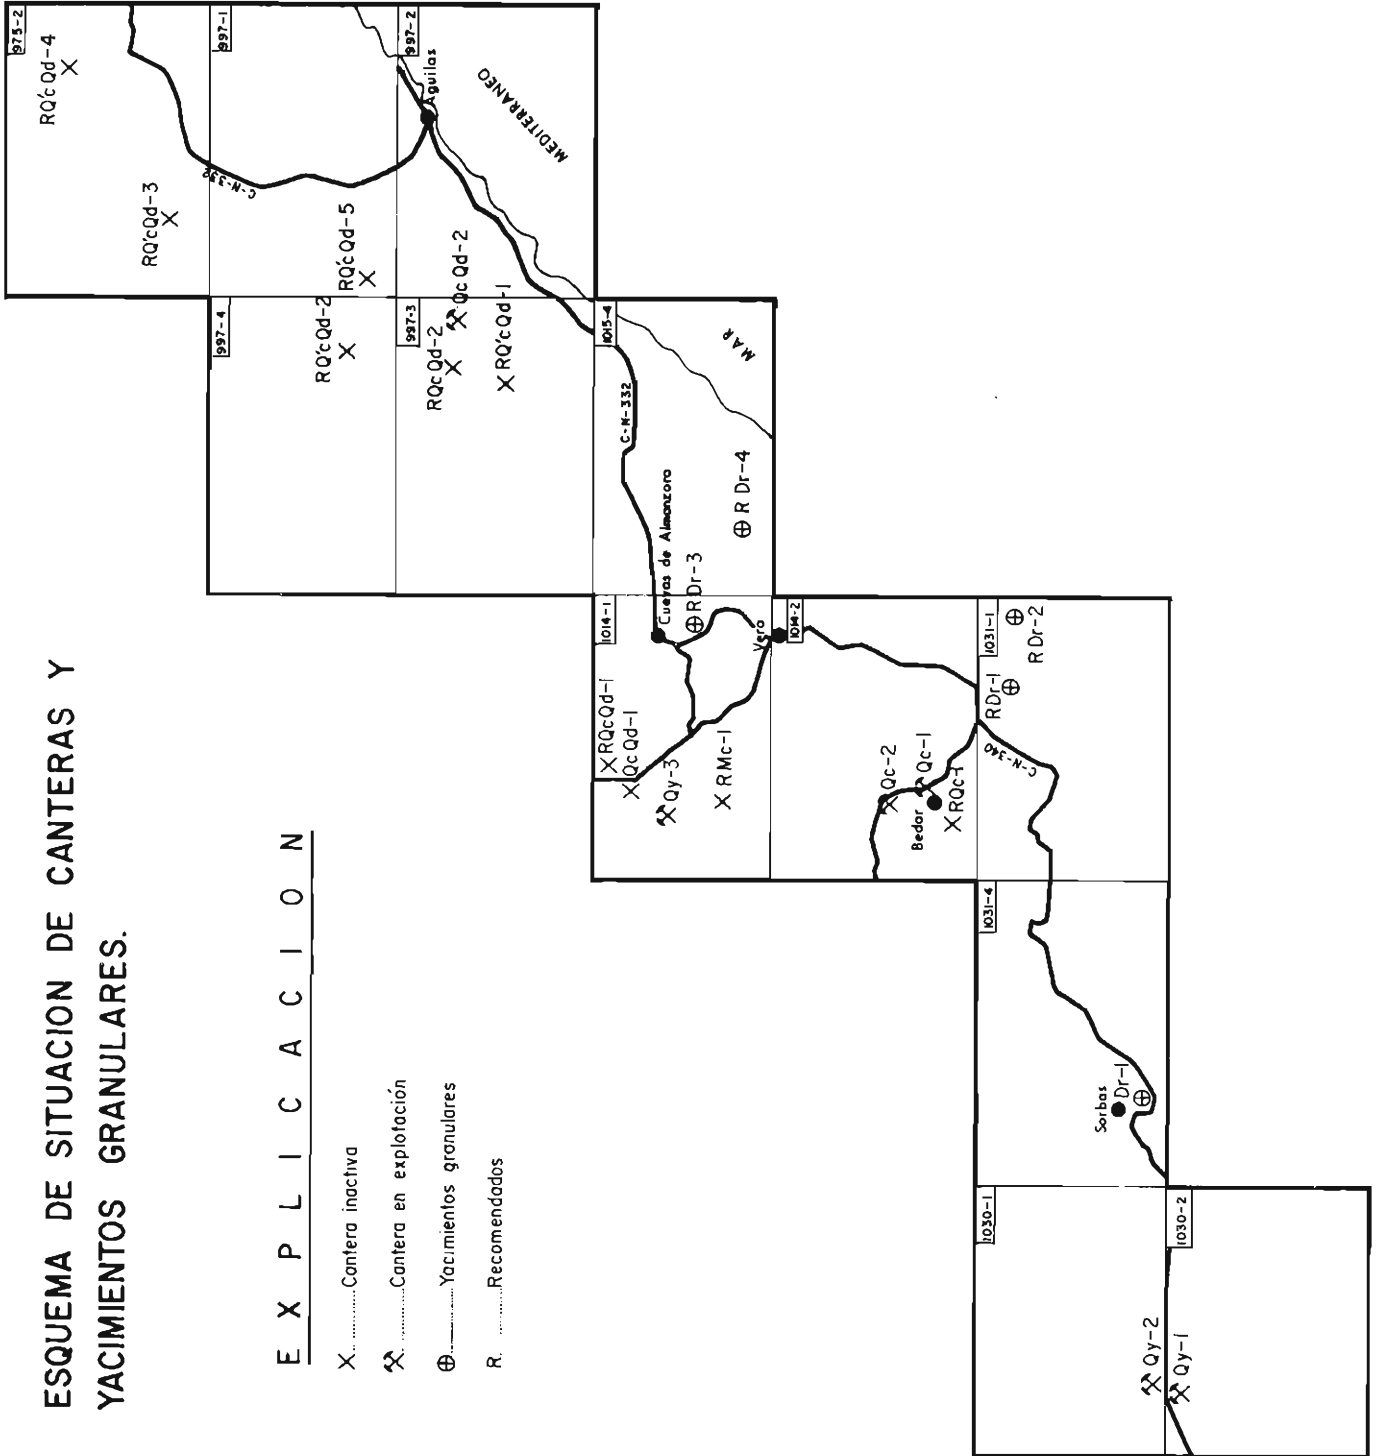 ESQUEMA DE SITUACION DE CANTERAS Y
YACIMIENTOS GRANULARES.
EXPLICACION
X..........Cantera inactiva
..........Cantera en explotación
..........Yacimientos granulares
R. ..........Recomendados
975-2
RQ'cQd-4
RQ'cQd-3
997-1
C-N-332
RQ'cQd-5
997-2
Aguilas
MEDITERRANEO
QcQd-2
997-4
RQ'cQd-2
997-3
RQcQd-2
RQ'cQd-1
1015-4
C-N-332
MAR
Cuevas de Almanzora
R Dr-4
1014-1
RDr-3
RQcQd-1
QcQd-1
Qy-3
RMc-1
Vera
1014-2
Qc-2
Qc-1
Bedar
RQc-1
1031-1
RDr-2
RDr-1
C-N-340
1031-4
Sorbas
Dr-1
1030-1
1030-2
Qy-2
Qy-1